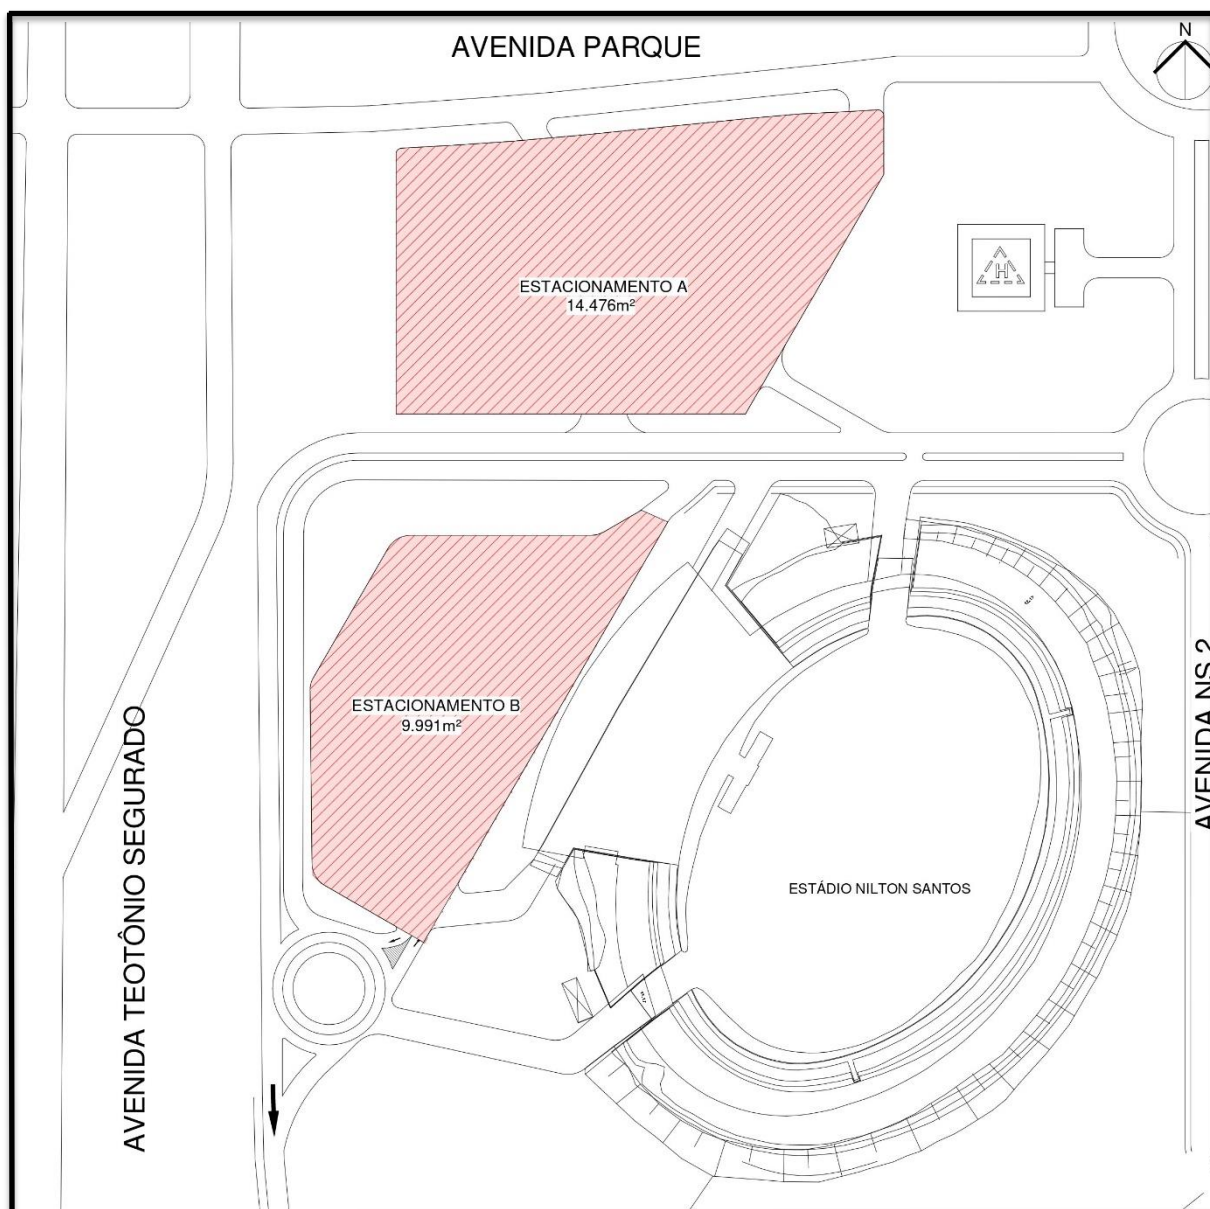 AVENIDA PARQUE
N
ESTACIONAMENTO A
14.476m²
H
ESTACIONAMENTO B
9.991m²
AVENIDA TEOTÔNIO SEGURADO
ESTÁDIO NILTON SANTOS
AVENIDA NS 2